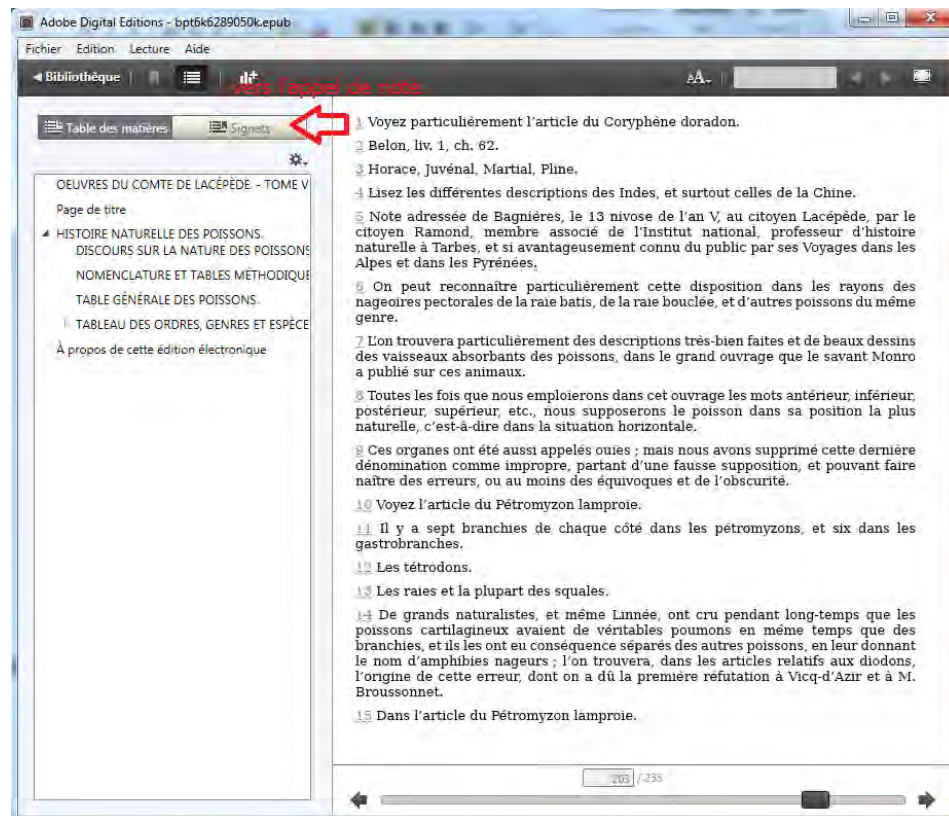 Adobe Digital Editions - bpt6k6289050k.epub
Fichier Edition Lecture Aide
Bibliothèque
vers l'appel de note
AA
Table des matières Signets
OEUVRES DU COMTE DE LACÉPÈDE. - TOME V
Page de titre
HISTOIRE NATURELLE DES POISSONS.
DISCOURS SUR LA NATURE DES POISSONS
NOMENCLATURE ET TABLES MÉTHODIQUE
TABLE GÉNÉRALE DES POISSONS.
TABLEAU DES ORDRES, GENRES ET ESPÈCE
À propos de cette édition électronique
1 Voyez particulièrement l'article du Coryphène doradon.
2 Belon, liv. 1, ch. 62.
3 Horace, Juvénal, Martial, Pline.
4 Lisez les différentes descriptions des Indes, et surtout celles de la Chine.
5 Note adressée de Bagnières, le 13 nivose de l'an V, au citoyen Lacépède, par le
citoyen Ramond, membre associé de l'Institut national, professeur d'histoire
naturelle à Tarbes, et si avantageusement connu du public par ses Voyages dans les
Alpes et dans les Pyrénées.
6 On peut reconnaître particulièrement cette disposition dans les rayons des
nageoires pectorales de la raie batis, de la raie bouclée, et d'autres poissons du même
genre.
7 L'on trouvera particulièrement des descriptions très-bien faites et de beaux dessins
des vaisseaux absorbants des poissons, dans le grand ouvrage que le savant Monro
a publié sur ces animaux.
8 Toutes les fois que nous emploierons dans cet ouvrage les mots antérieur, inférieur,
postérieur, supérieur, etc., nous supposerons le poisson dans sa position la plus
naturelle, c'est-à-dire dans la situation horizontale.
9 Ces organes ont été aussi appelés ouïes ; mais nous avons supprimé cette dernière
dénomination comme impropre, partant d'une fausse supposition, et pouvant faire
naître des erreurs, ou au moins des équivoques et de l'obscurité.
10 Voyez l'article du Pétromyzon lamproie.
11 Il y a sept branchies de chaque côté dans les pétromyzons, et six dans les
gastrobranches.
12 Les tétrodons.
13 Les raies et la plupart des squales.
14 De grands naturalistes, et même Linnée, ont cru pendant long-temps que les
poissons cartilagineux avaient de véritables poumons en même temps que des
branchies, et ils les ont eu conséquence séparés des autres poissons, en leur donnant
le nom d'amphibies nageurs ; l'on trouvera, dans les articles relatifs aux diodons,
l'origine de cette erreur, dont on a dû la première réfutation à Vicq-d'Azir et à M.
Broussonnet.
15 Dans l'article du Pétromyzon lamproie.
203 / 233